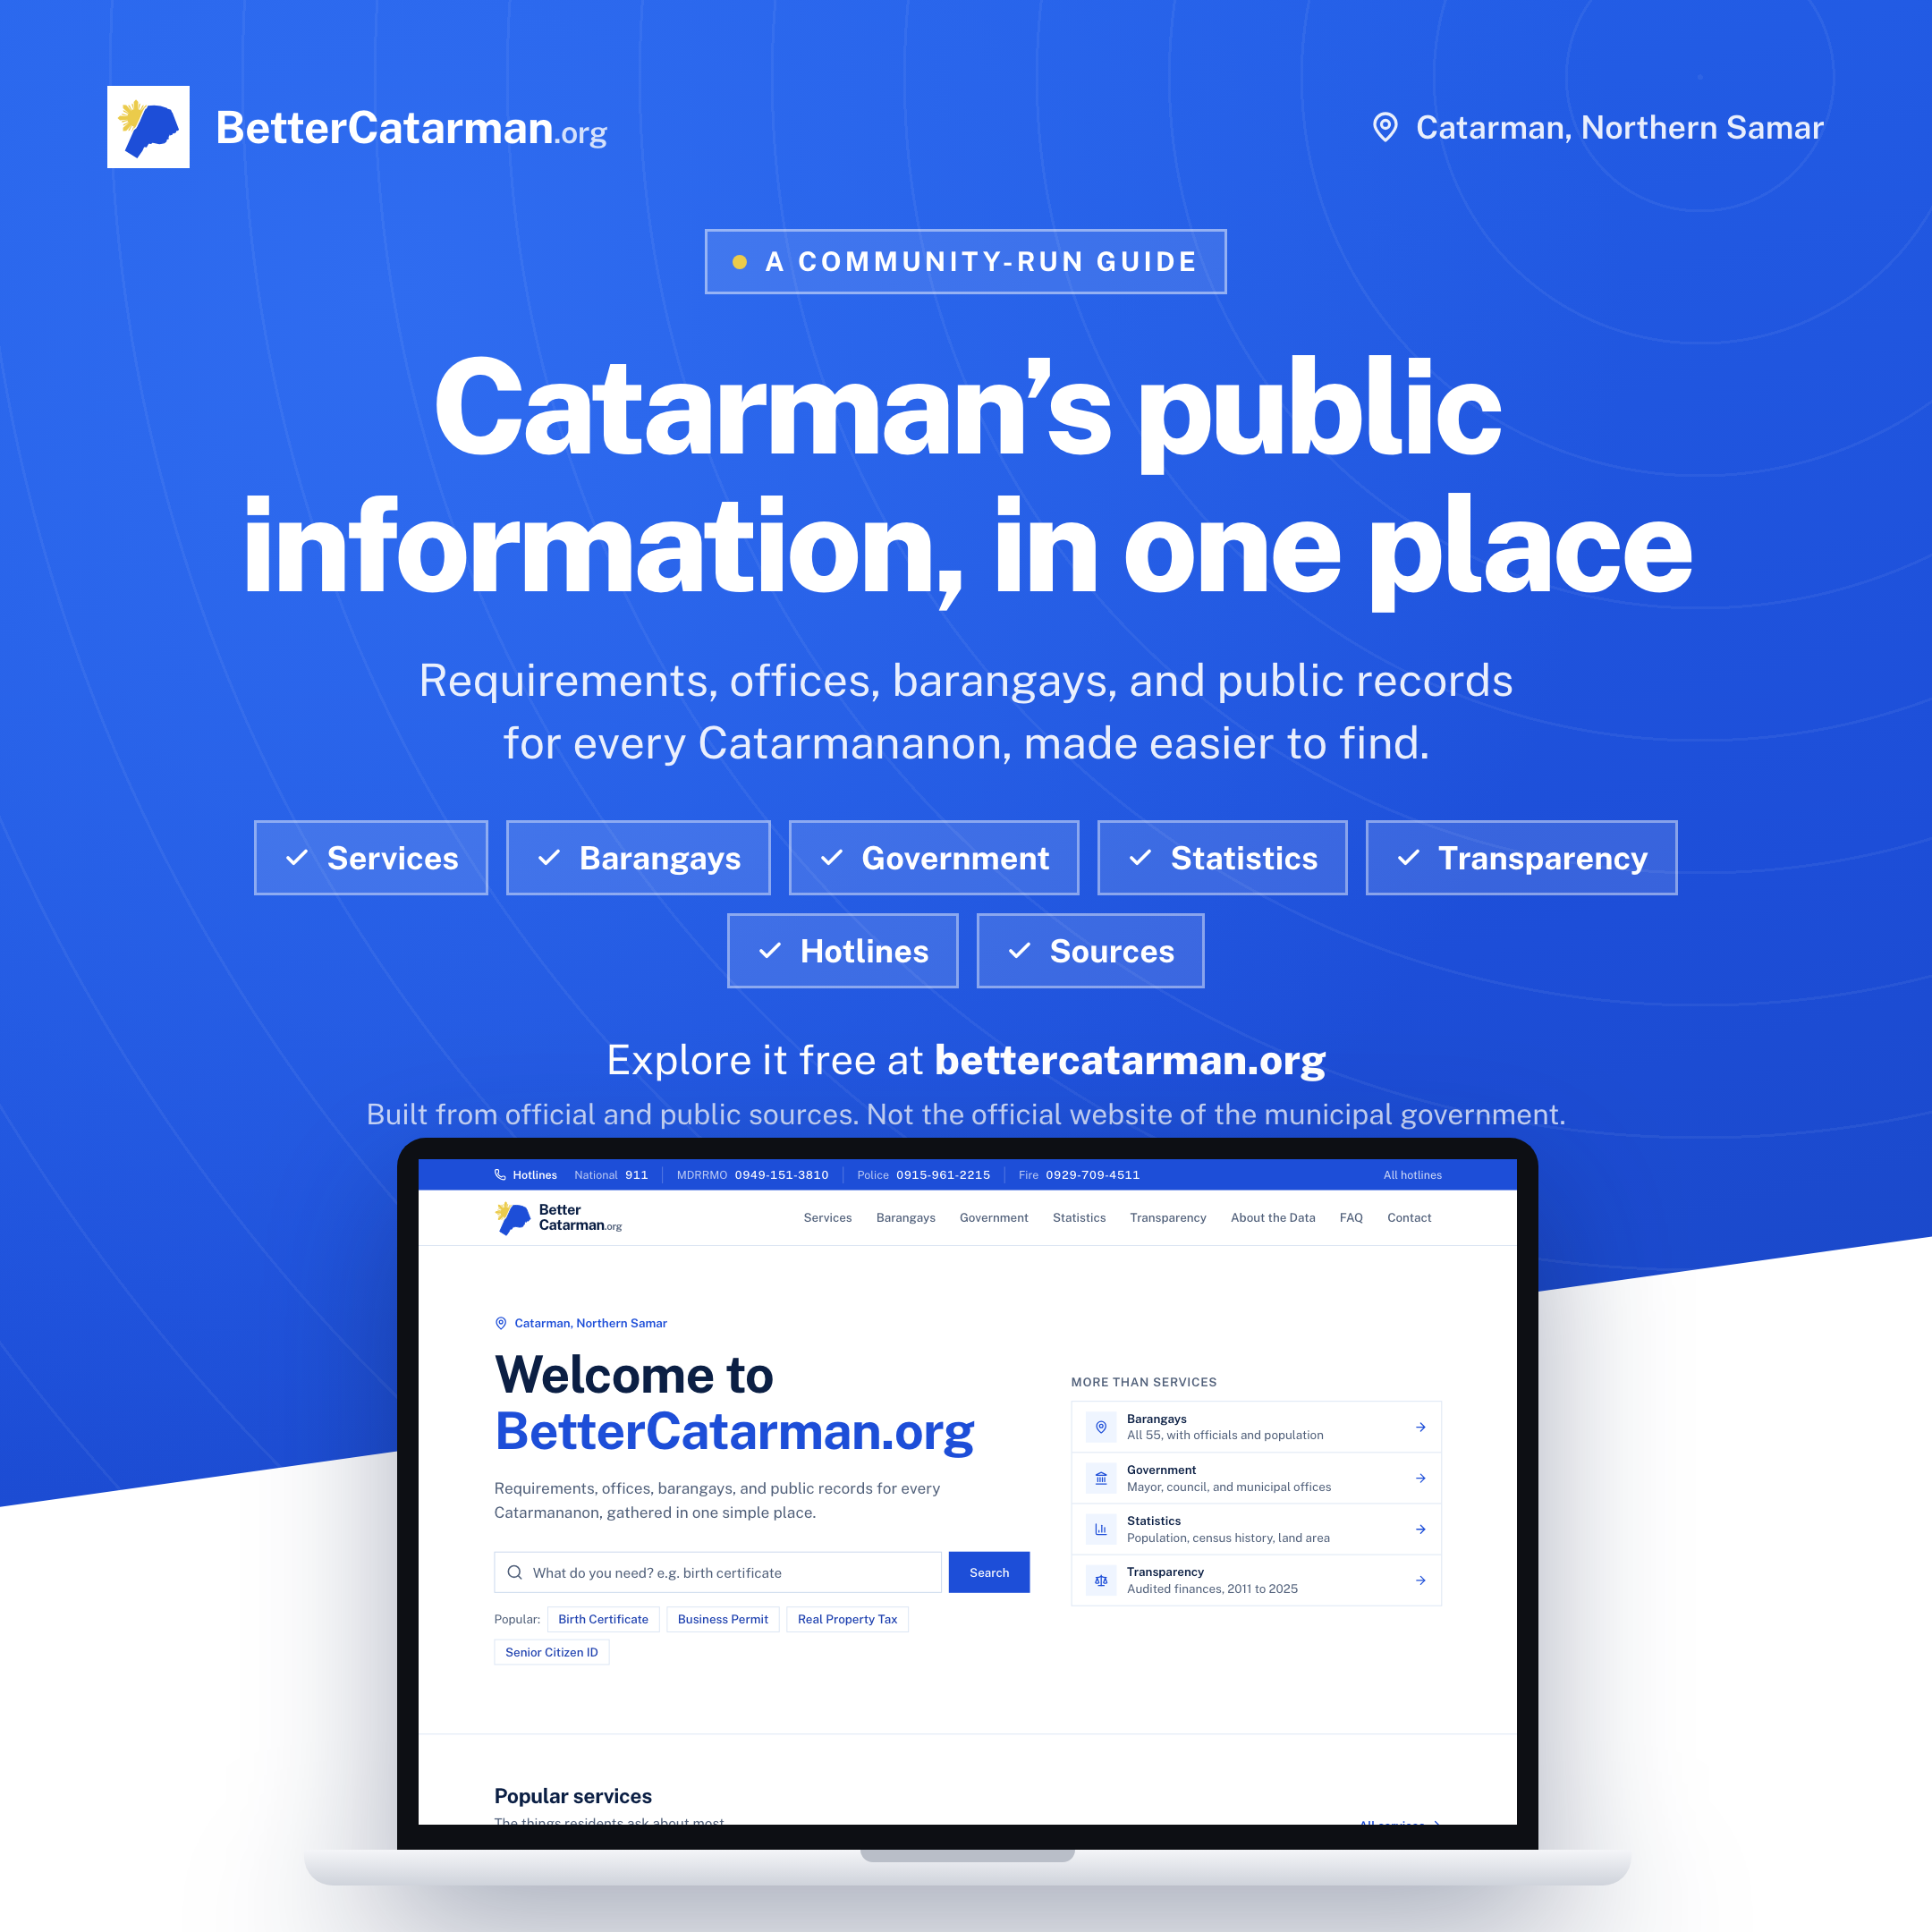 BetterCatarman.org
Catarman, Northern Samar
A COMMUNITY-RUN GUIDE
Catarman’s public
information, in one place
Requirements, offices, barangays, and public records
for every Catarmananon, made easier to find.
Services Barangays Government Statistics Transparency
Hotlines Sources
Explore it free at bettercatarman.org
Built from official and public sources. Not the official website of the municipal government.
Hotlines National 911 MDRRMO 0949-151-3810 Police 0915-961-2215 Fire 0929-709-4511 All hotlines
Better
Catarman.org
Services Barangays Government Statistics Transparency About the Data FAQ Contact
Catarman, Northern Samar
Welcome to
BetterCatarman.org
Requirements, offices, barangays, and public records for every
Catarmananon, gathered in one simple place.
What do you need? e.g. birth certificate Search
Popular: Birth Certificate Business Permit Real Property Tax
Senior Citizen ID
MORE THAN SERVICES
Barangays
All 55, with officials and population
Government
Mayor, council, and municipal offices
Statistics
Population, census history, land area
Transparency
Audited finances, 2011 to 2025
Popular services
The things residents ask about most
All services